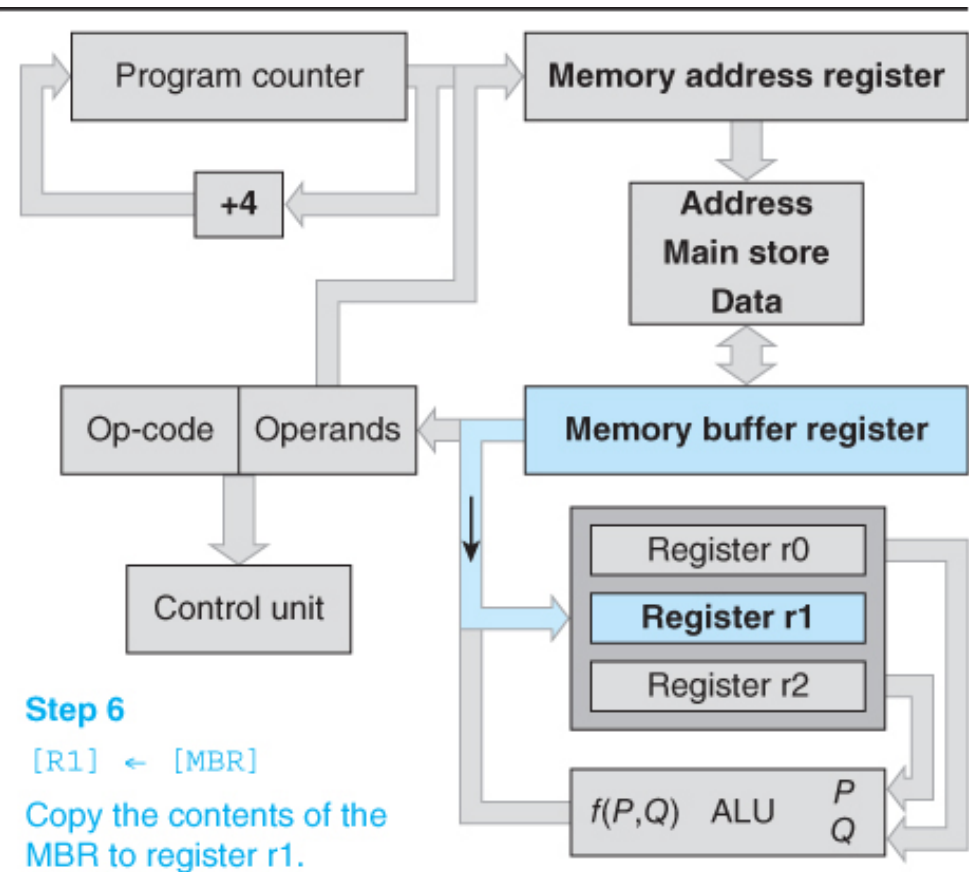 Program counter
Memory address register
+4
Address
Main store
Data
Op-code
Operands
Memory buffer register
Register r0
Control unit
Register r1
Register r2
Step 6
[R1] ← [MBR]
Copy the contents of the
MBR to register r1.
f(P,Q) ALU P
Q